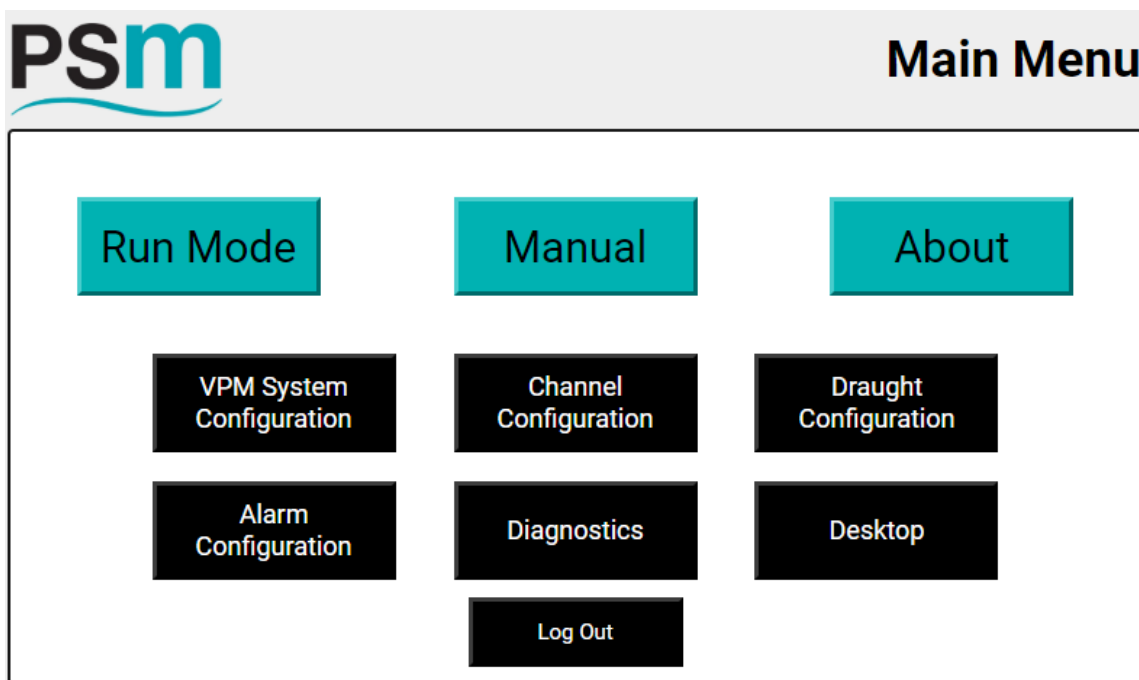 PSm
Main Menu
Run Mode
Manual
About
VPM System
Configuration
Channel
Configuration
Draught
Configuration
Alarm
Configuration
Diagnostics
Desktop
Log Out